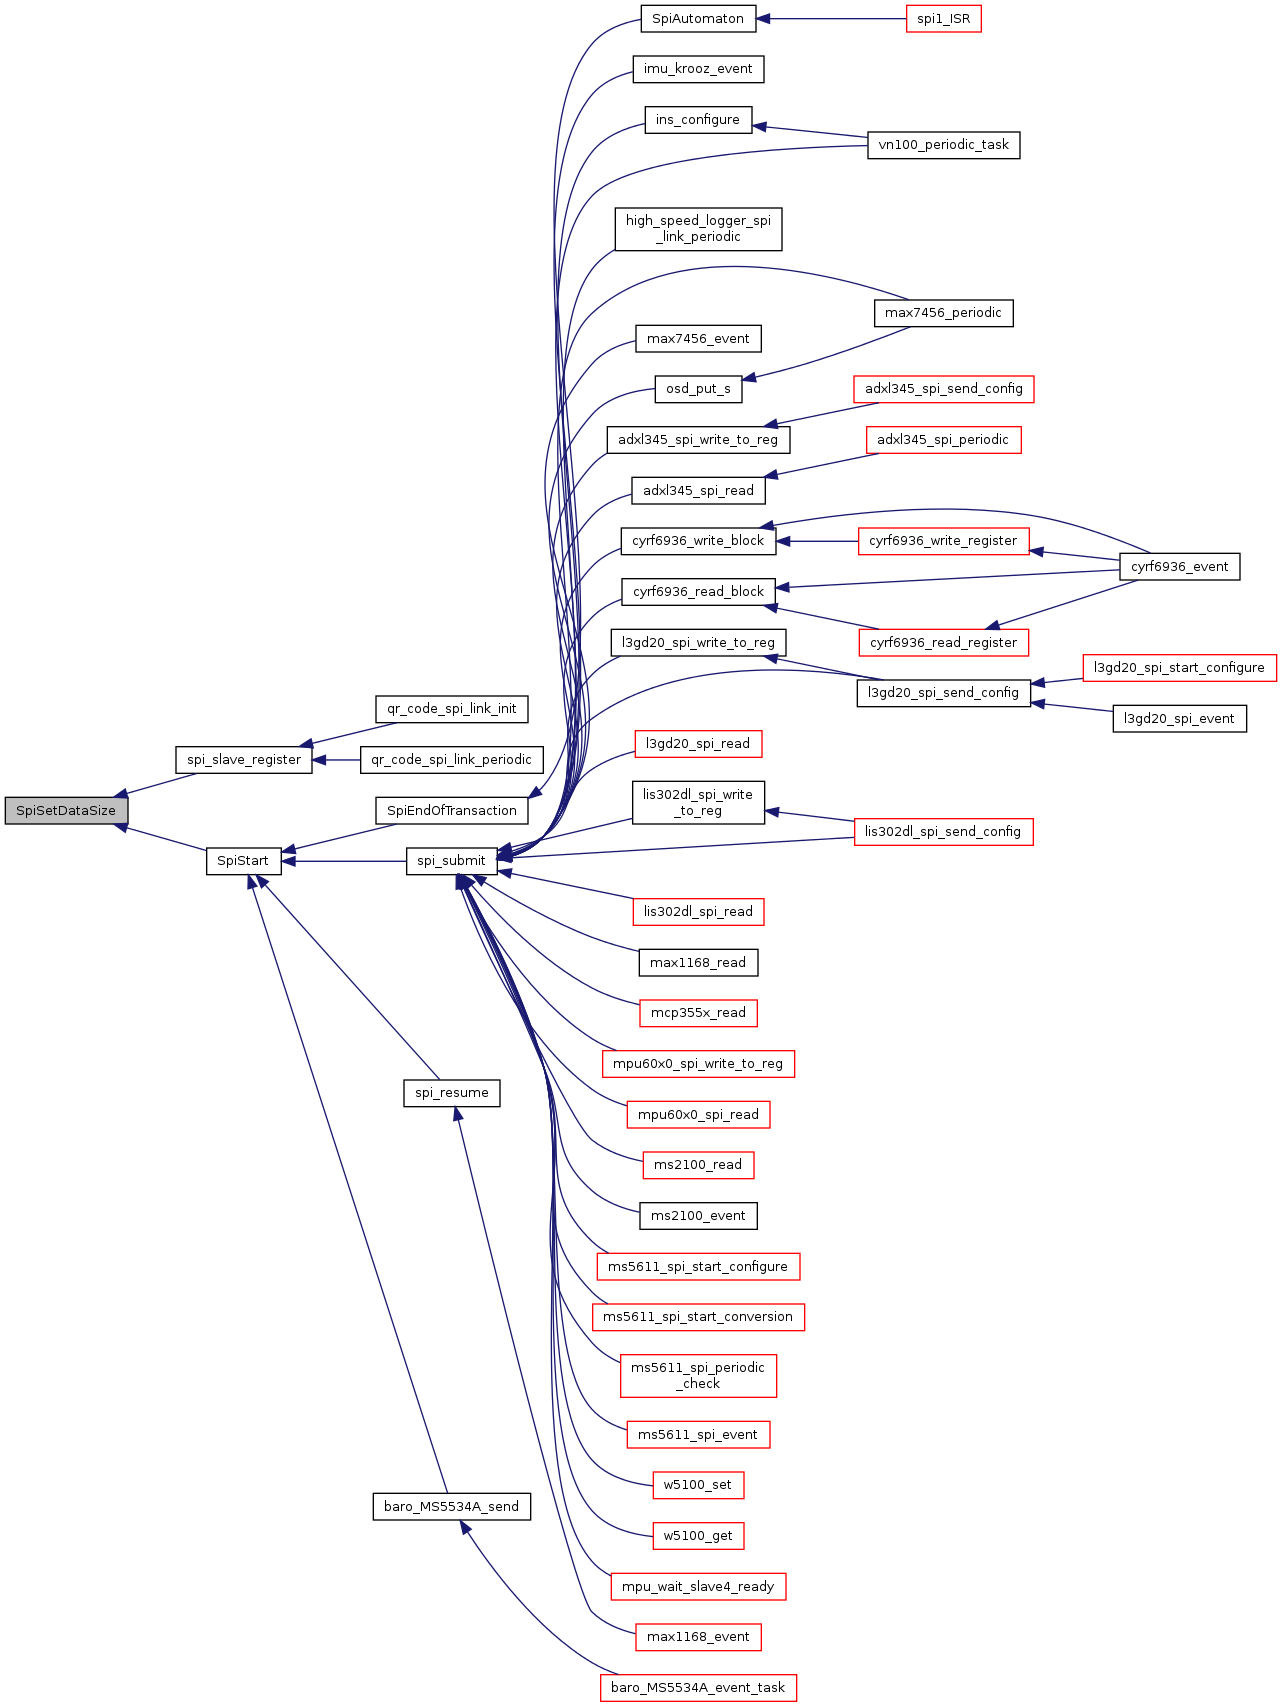 SpiAutomaton
spi1_ISR
imu_krooz_event
ins_configure
vn100_periodic_task
high_speed_logger_spi
_link_periodic
max7456_periodic
max7456_event
osd_put_s
adxl345_spi_send_config
adxl345_spi_write_to_reg
adxl345_spi_periodic
adxl345_spi_read
cyrf6936_write_block
cyrf6936_write_register
cyrf6936_event
cyrf6936_read_block
cyrf6936_read_register
l3gd20_spi_write_to_reg
l3gd20_spi_start_configure
l3gd20_spi_send_config
l3gd20_spi_event
qr_code_spi_link_init
l3gd20_spi_read
spi_slave_register
qr_code_spi_link_periodic
lis302dl_spi_write
_to_reg
SpiSetDataSize
SpiEndOfTransaction
lis302dl_spi_send_config
SpiStart
spi_submit
lis302dl_spi_read
max1168_read
mcp355x_read
mpu60x0_spi_write_to_reg
spi_resume
mpu60x0_spi_read
ms2100_read
ms2100_event
ms5611_spi_start_configure
ms5611_spi_start_conversion
ms5611_spi_periodic
_check
ms5611_spi_event
w5100_set
baro_MS5534A_send
w5100_get
mpu_wait_slave4_ready
max1168_event
baro_MS5534A_event_task